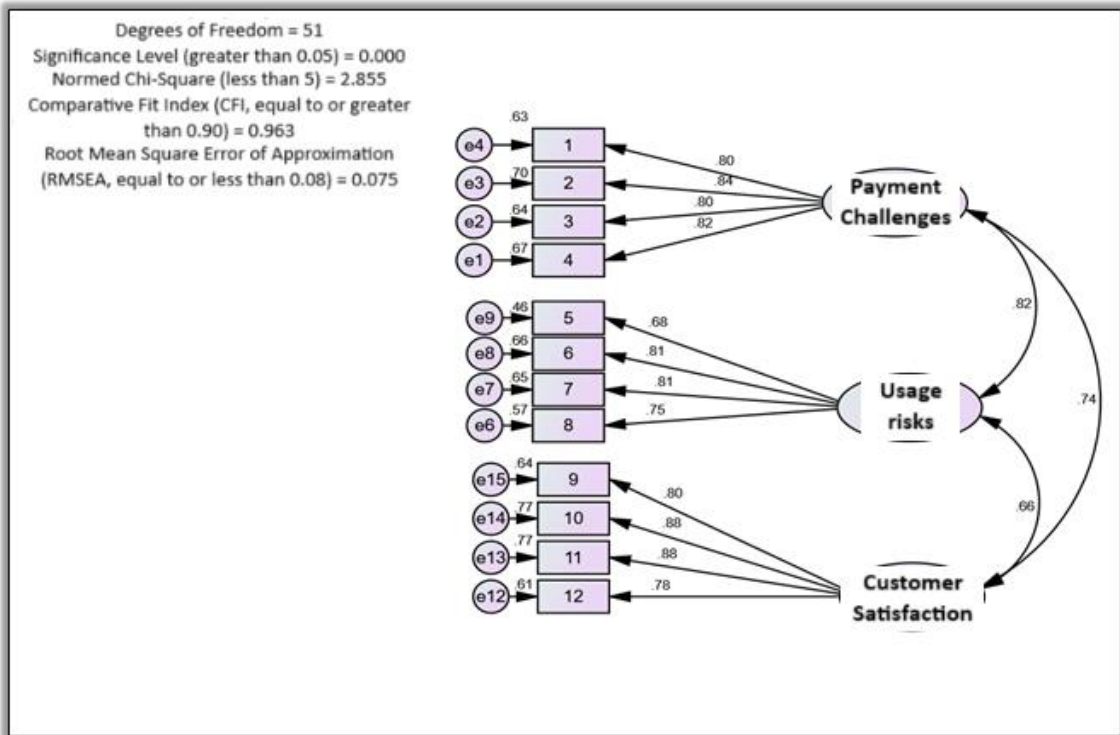 Degrees of Freedom = 51
Significance Level (greater than 0.05) = 0.000
Normed Chi-Square (less than 5) = 2.855
Comparative Fit Index (CFI, equal to or greater
than 0.90) = 0.963
Root Mean Square Error of Approximation
(RMSEA, equal to or less than 0.08) = 0.075
.63
e4 1
.80
.70
e3 2
.84
.64
e2 3
.80
.67
e1 4
.82
Payment
Challenges
.46
e9 5
.68
.66
e8 6
.81
.65
e7 7
.81
.57
e6 8
.75
Usage
risks
.64
e15 9
.80
.77
e14 10
.88
.77
e13 11
.88
.61
e12 12
.78
Customer
Satisfaction
.82
.74
.66